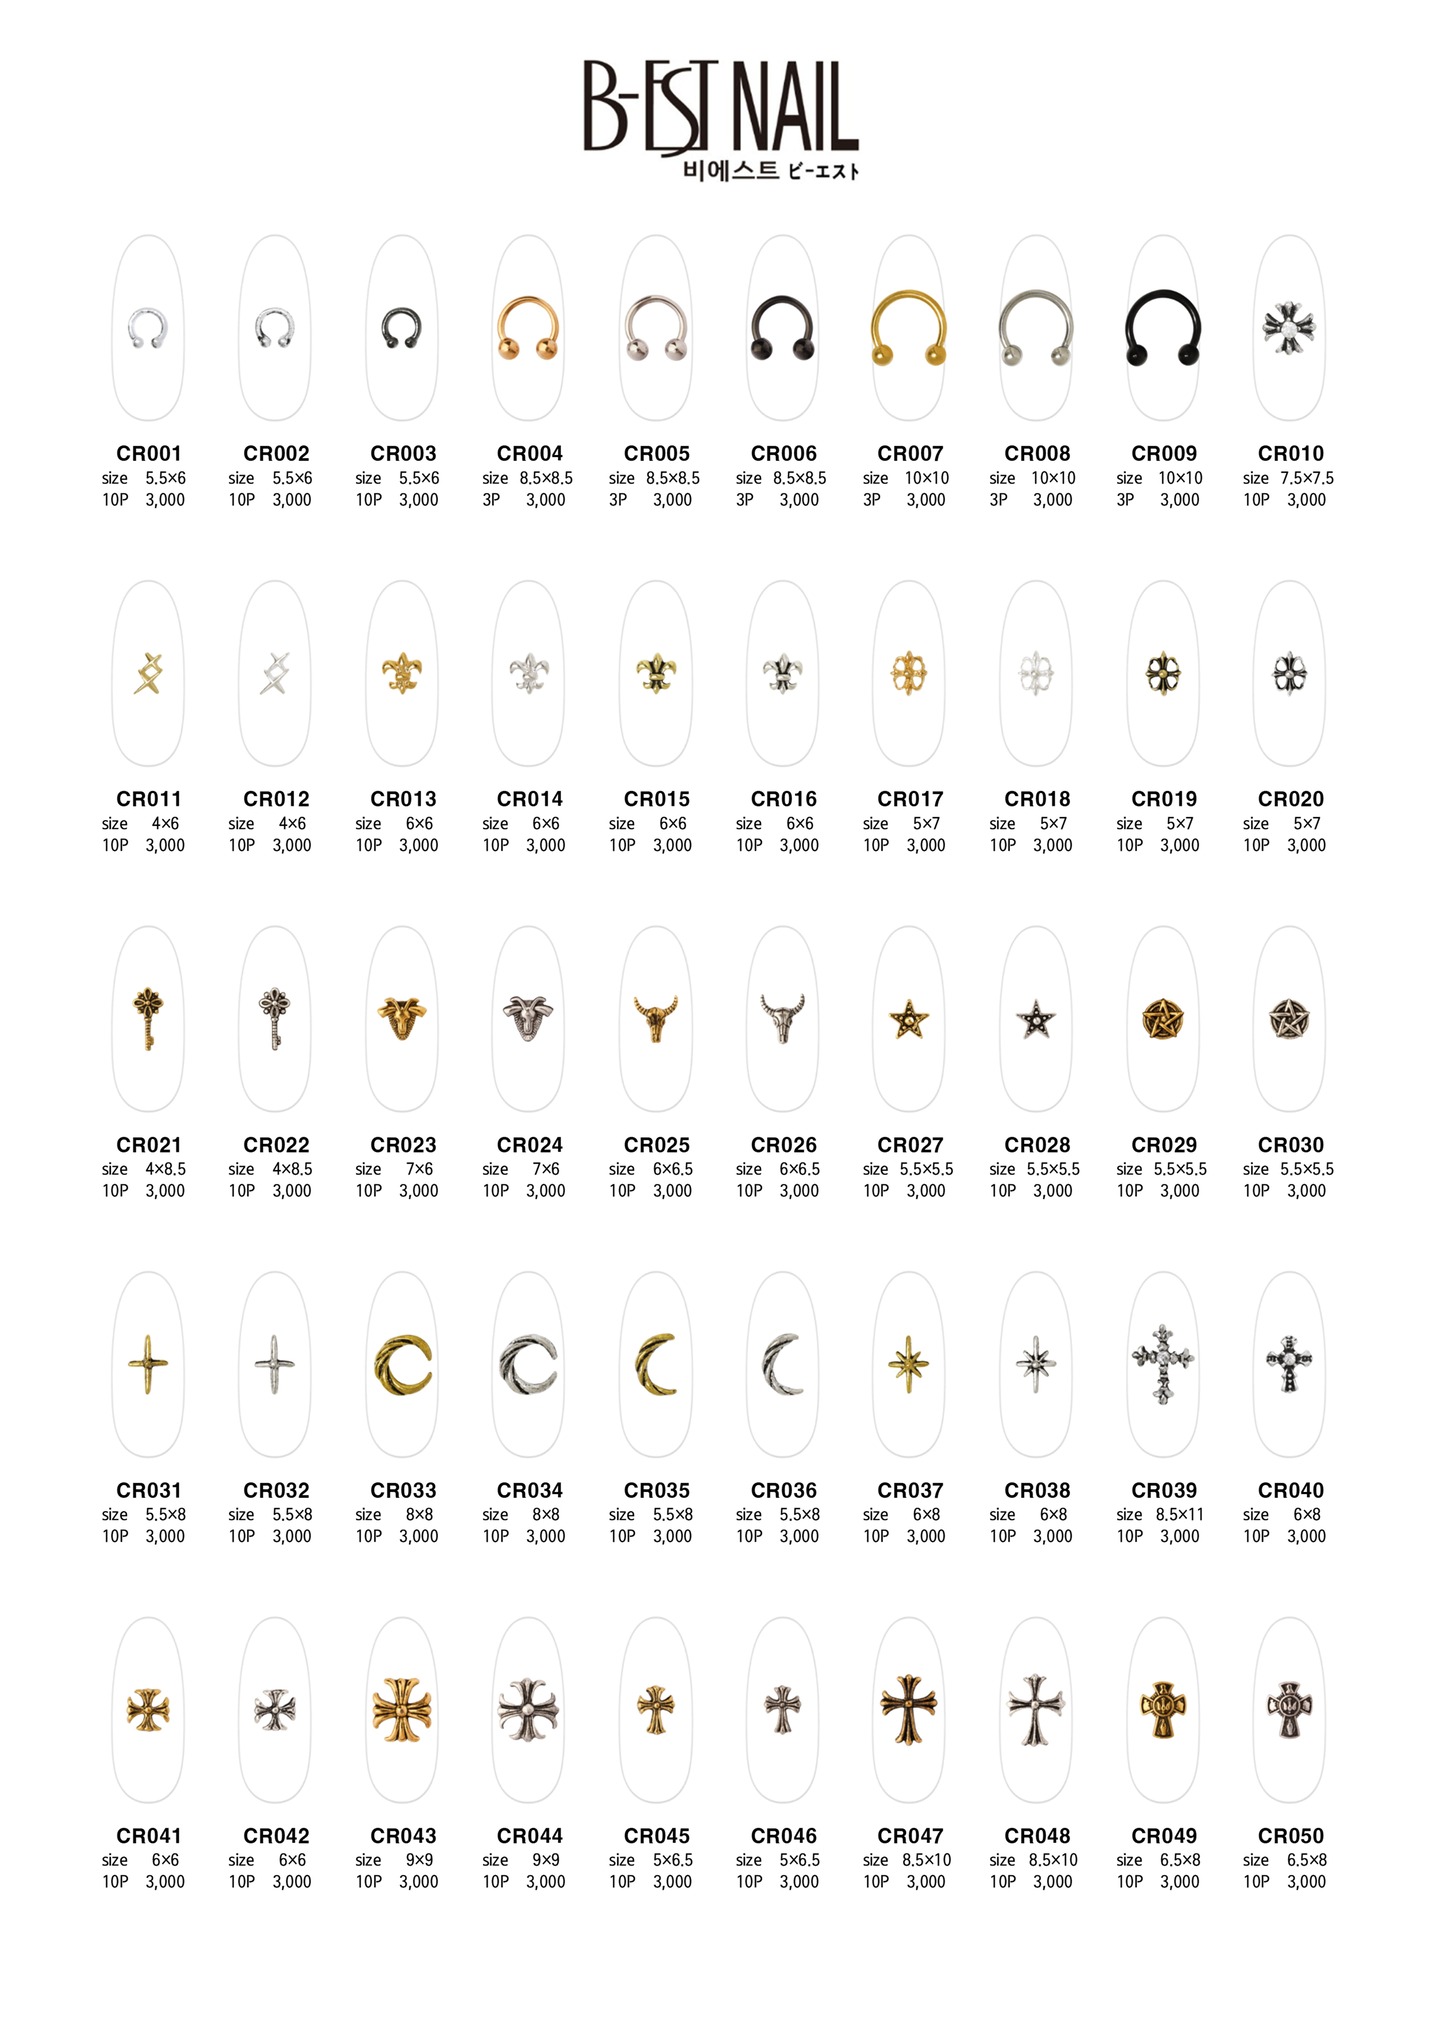 B-EST NAIL
비에스트 ビーエスト
CR001 CR002 CR003 CR004 CR005 CR006 CR007 CR008 CR009 CR010
size 5.5×6 size 5.5×6 size 5.5×6 size 8.5×8.5 size 8.5×8.5 size 8.5×8.5 size 10×10 size 10×10 size 10×10 size 7.5×7.5
10P 3,000 10P 3,000 10P 3,000 3P 3,000 3P 3,000 3P 3,000 3P 3,000 3P 3,000 3P 3,000 10P 3,000
CR011 CR012 CR013 CR014 CR015 CR016 CR017 CR018 CR019 CR020
size 4×6 size 4×6 size 6×6 size 6×6 size 6×6 size 6×6 size 5×7 size 5×7 size 5×7 size 5×7
10P 3,000 10P 3,000 10P 3,000 10P 3,000 10P 3,000 10P 3,000 10P 3,000 10P 3,000 10P 3,000 10P 3,000
CR021 CR022 CR023 CR024 CR025 CR026 CR027 CR028 CR029 CR030
size 4×8.5 size 4×8.5 size 7×6 size 7×6 size 6×6.5 size 6×6.5 size 5.5×5.5 size 5.5×5.5 size 5.5×5.5 size 5.5×5.5
10P 3,000 10P 3,000 10P 3,000 10P 3,000 10P 3,000 10P 3,000 10P 3,000 10P 3,000 10P 3,000 10P 3,000
CR031 CR032 CR033 CR034 CR035 CR036 CR037 CR038 CR039 CR040
size 5.5×8 size 5.5×8 size 8×8 size 8×8 size 5.5×8 size 5.5×8 size 6×8 size 6×8 size 8.5×11 size 6×8
10P 3,000 10P 3,000 10P 3,000 10P 3,000 10P 3,000 10P 3,000 10P 3,000 10P 3,000 10P 3,000 10P 3,000
CR041 CR042 CR043 CR044 CR045 CR046 CR047 CR048 CR049 CR050
size 6×6 size 6×6 size 9×9 size 9×9 size 5×6.5 size 5×6.5 size 8.5×10 size 8.5×10 size 6.5×8 size 6.5×8
10P 3,000 10P 3,000 10P 3,000 10P 3,000 10P 3,000 10P 3,000 10P 3,000 10P 3,000 10P 3,000 10P 3,000